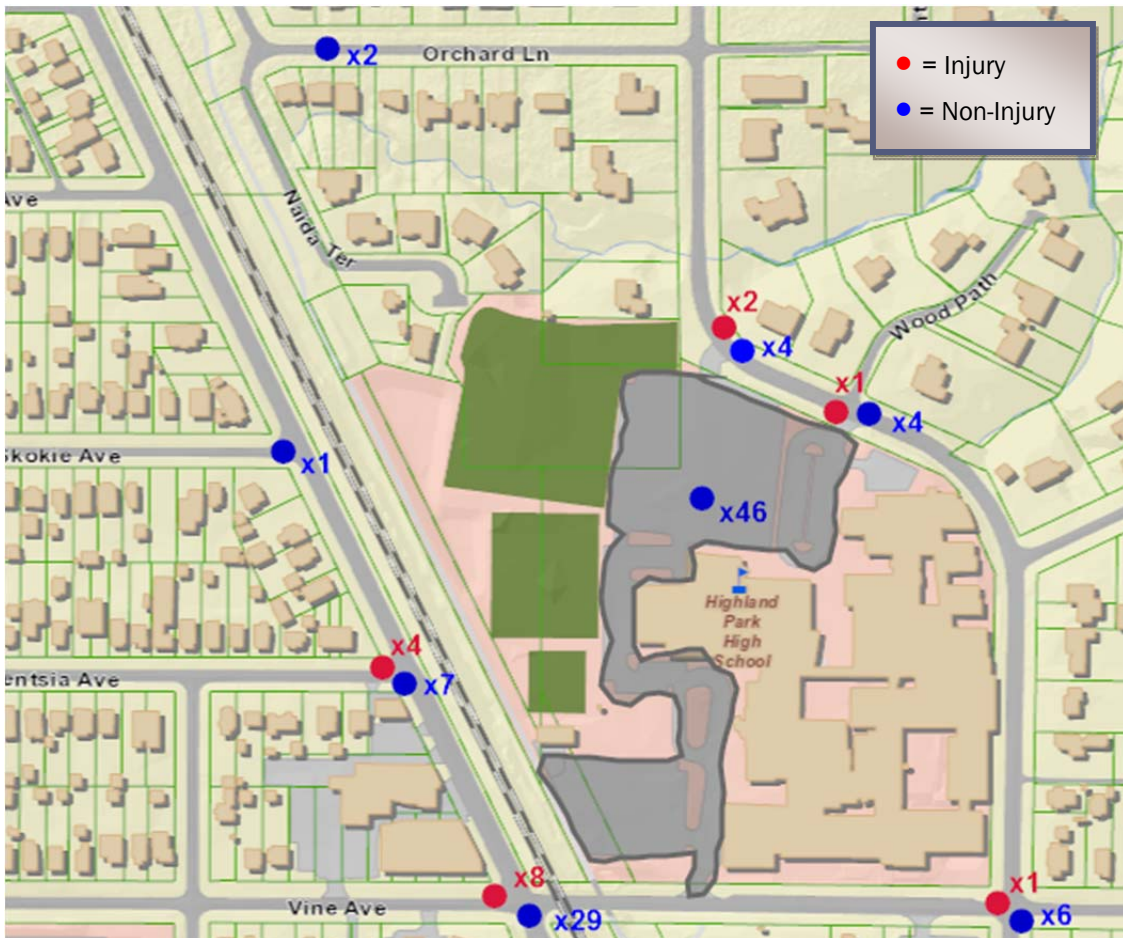 x2
Orchard Ln
= Injury
= Non-Injury
Ave
Naida Ter
Wood Path
x2
x4
x1
x4
Skokie Ave
x1
x46
Highland
Park
High
School
x4
entsia Ave
x7
x8
x1
Vine Ave
x29
x6